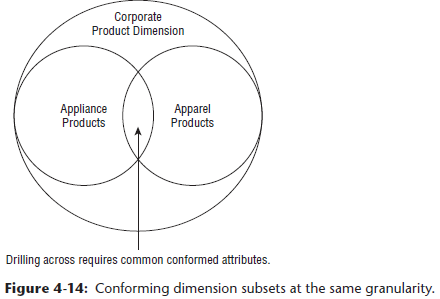 Corporate
Product Dimension
Appliance
Products
Apparel
Products
Drilling across requires common conformed attributes.
Figure 4-14: Conforming dimension subsets at the same granularity.